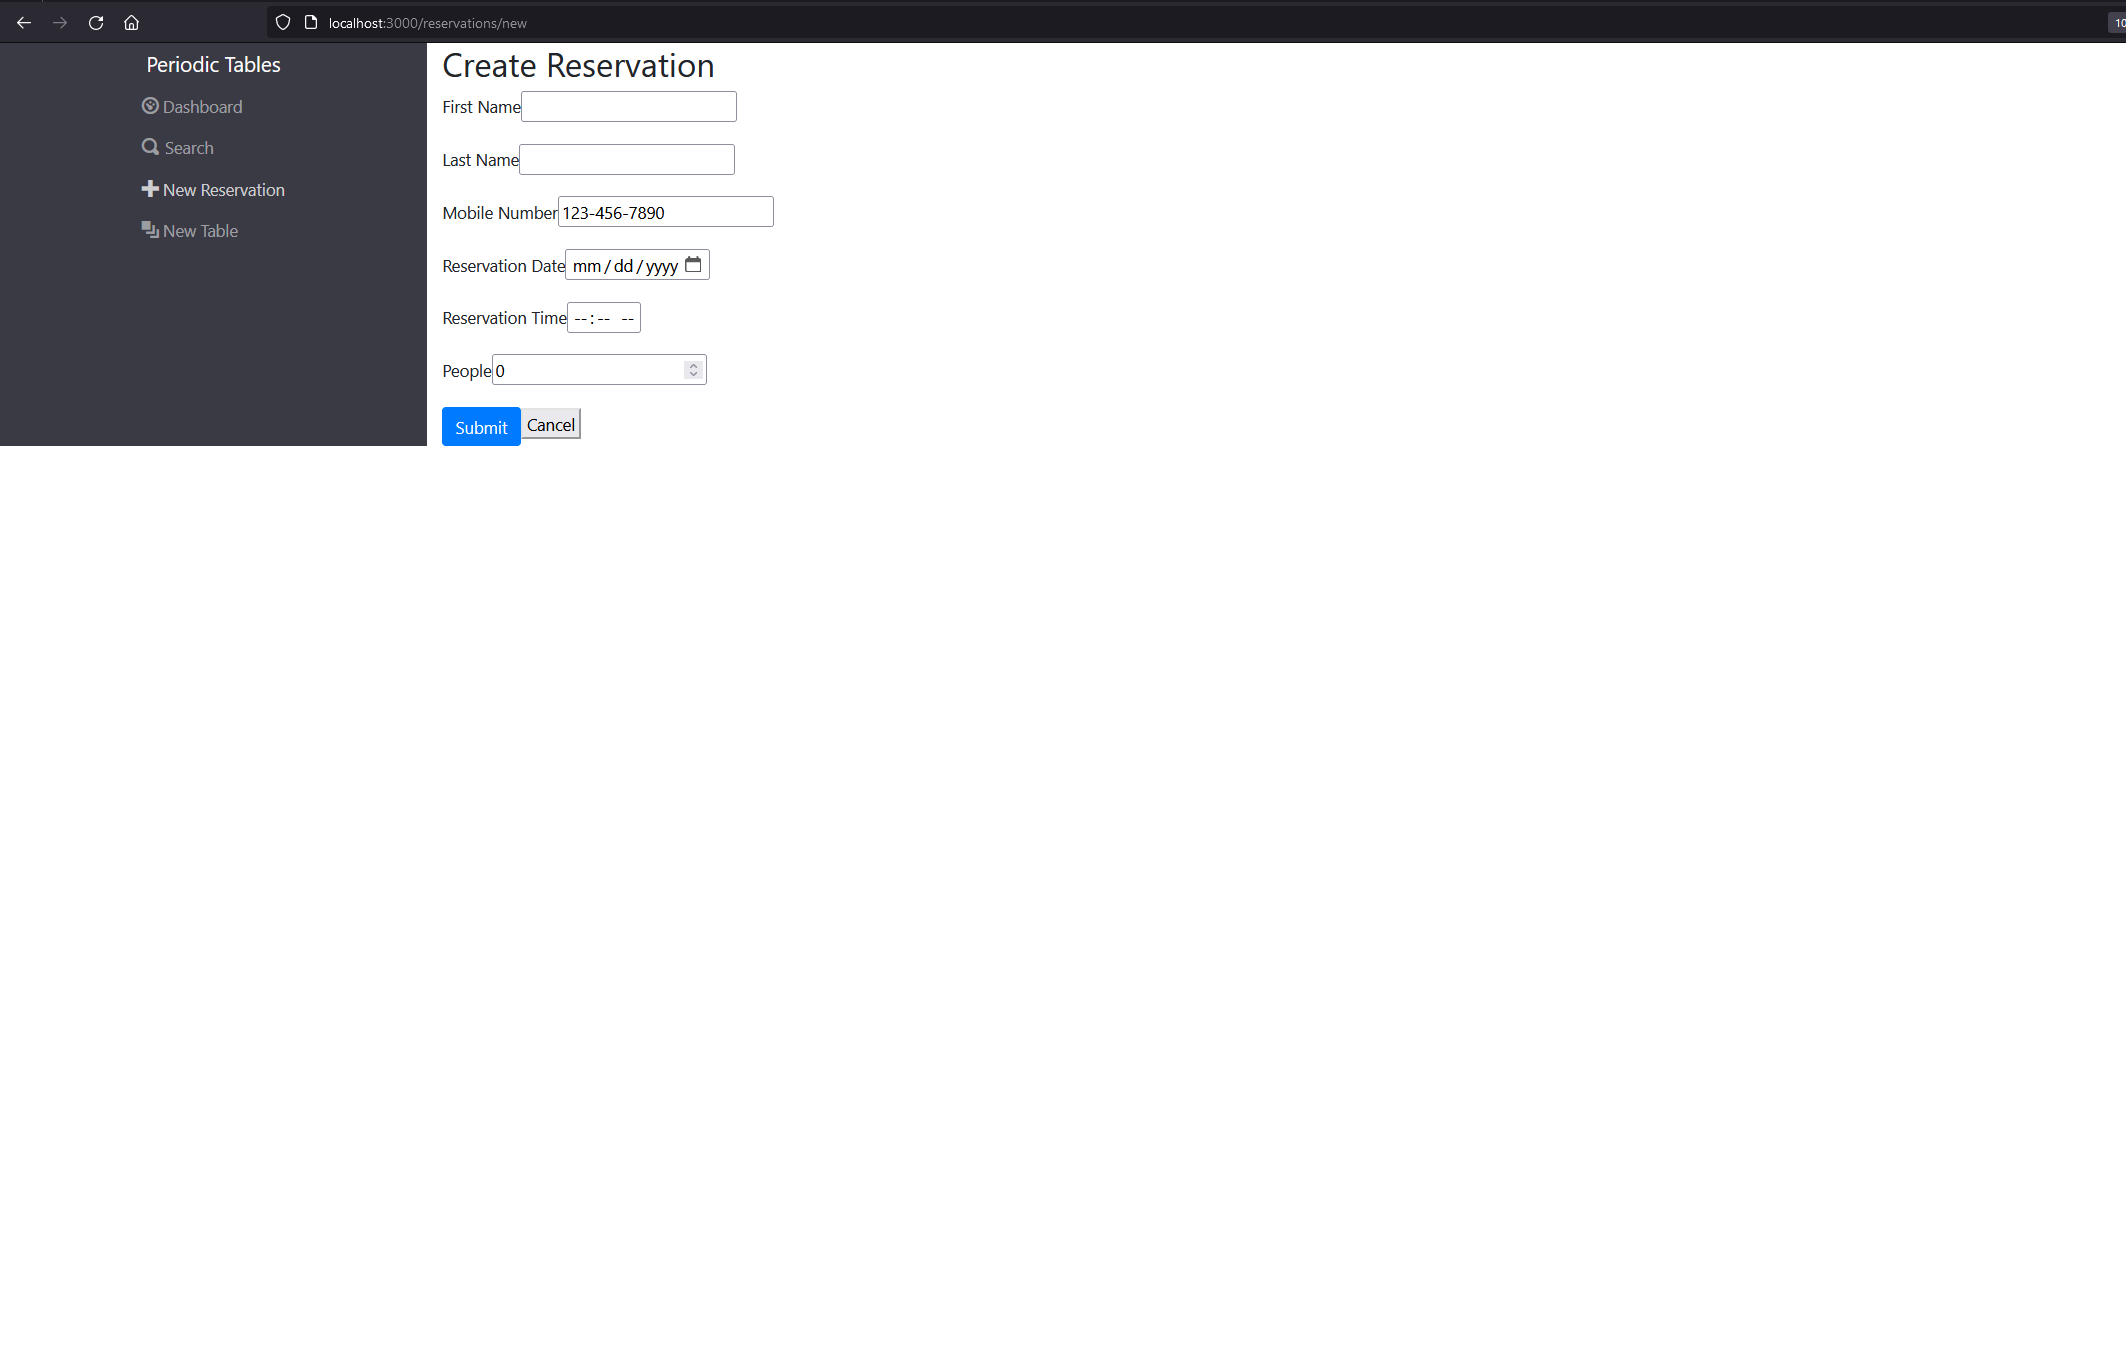 localhost:3000/reservations/new
10
Periodic Tables
Dashboard
Search
New Reservation
New Table
Create Reservation
First Name
Last Name
Mobile Number 123-456-7890
Reservation Date mm/dd/yyyy
Reservation Time --:-- --
People 0
Submit Cancel